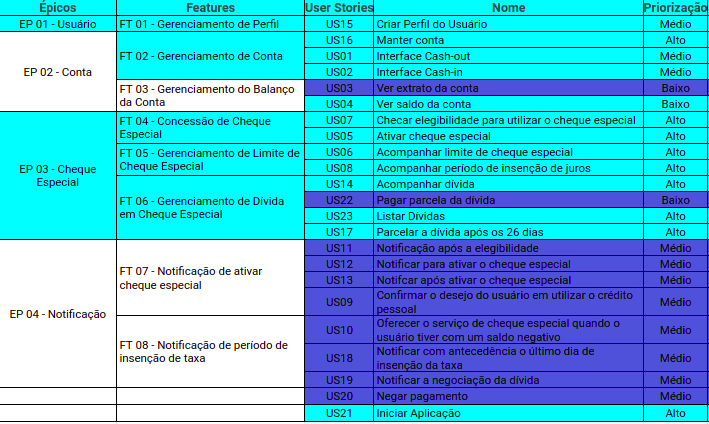 Épicos Features User Stories Nome Priorização
EP 01 - Usuário FT 01 - Gerenciamento de Perfil US15 Criar Perfil do Usuário Médio
EP 02 - Conta FT 02 - Gerenciamento de Conta US16 Manter conta Alto
US01 Interface Cash-out Médio
US02 Interface Cash-in Médio
FT 03 - Gerenciamento do Balanço
da Conta
US03 Ver extrato da conta Baixo
US04 Ver saldo da conta Baixo
EP 03 - Cheque
Especial
FT 04 - Concessão de Cheque
Especial
US07 Checar elegibilidade para utilizar o cheque especial Alto
US05 Ativar cheque especial Alto
FT 05 - Gerenciamento de Limite de
Cheque Especial
US06 Acompanhar limite de cheque especial Alto
US08 Acompanhar período de insenção de juros Alto
FT 06 - Gerenciamento de Dívida
em Cheque Especial
US14 Acompanhar dívida Alto
US22 Pagar parcela da dívida Baixo
US23 Listar Dívidas Alto
US17 Parcelar a dívida após os 26 dias Alto
EP 04 - Notificação
FT 07 - Notificação de ativar
cheque especial
US11 Notificação após a elegibilidade Médio
US12 Notificar para ativar o cheque especial Médio
US13 Notifcar após ativar o cheque especial Médio
US09 Confirmar o desejo do usuário em utilizar o crédito
pessoal Médio
FT 08 - Notificação de período de
insenção de taxa
US10 Oferecer o serviço de cheque especial quando o
usuário tiver com um saldo negativo Médio
US18 Notificar com antecedência o último dia de
insenção da taxa Médio
US19 Notificar a negociação da dívida Médio
US20 Negar pagamento Médio
US21 Iniciar Aplicação Alto